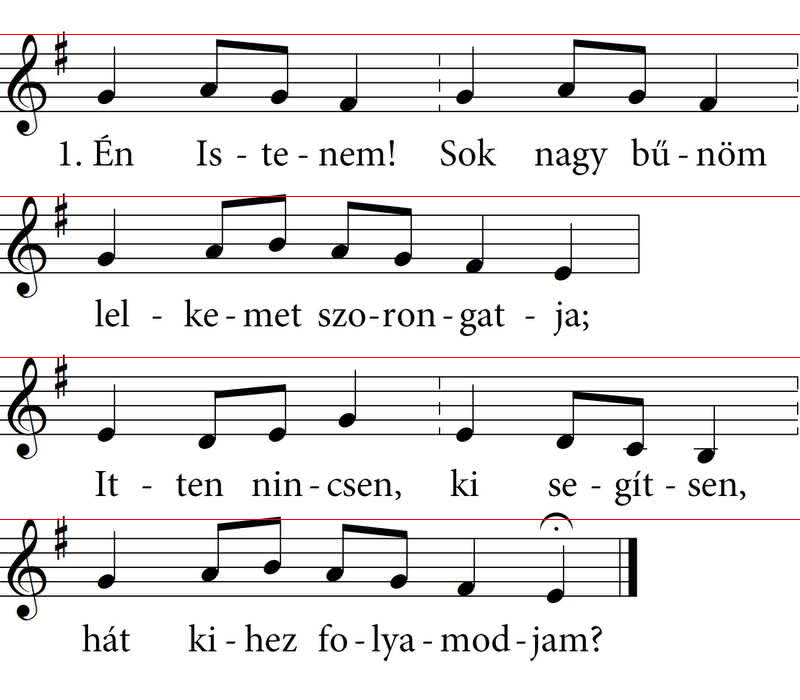 1. Én Is - te - nem! Sok nagy bű - nöm
lel - ke - met szo - ron - gat - ja;
It - ten nin - csen, ki se - gít - sen,
hát ki - hez fo - lya - mod - jam?